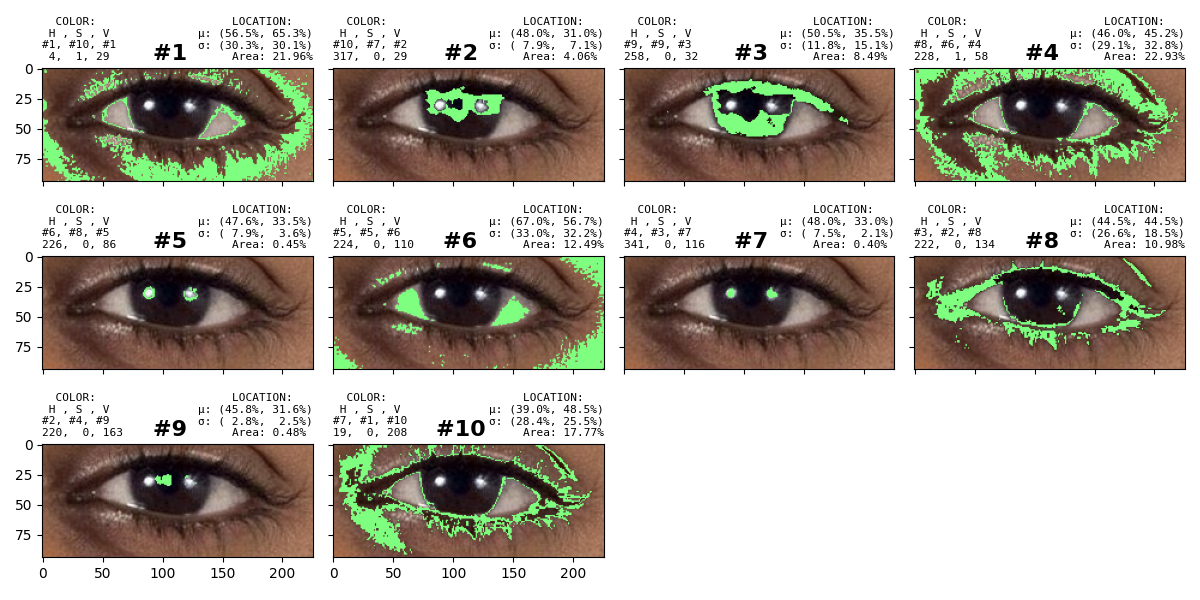 COLOR: LOCATION:
H , S , V μ: (56.5%, 65.3%)
#1, #10, #1 σ: (30.3%, 30.1%)
4, 1, 29 #1 Area: 21.96%
COLOR: LOCATION:
H , S , V μ: (48.0%, 31.0%)
#10, #7, #2 σ: ( 7.9%, 7.1%)
317, 0, 29 #2 Area: 4.06%
COLOR: LOCATION:
H , S , V μ: (50.5%, 35.5%)
#9, #9, #3 σ: (11.8%, 15.1%)
258, 0, 32 #3 Area: 8.49%
COLOR: LOCATION:
H , S , V μ: (46.0%, 45.2%)
#8, #6, #4 σ: (29.1%, 32.8%)
228, 1, 58 #4 Area: 22.93%
0
25
50
75
COLOR: LOCATION:
H , S , V μ: (47.6%, 33.5%)
#6, #8, #5 σ: ( 7.9%, 3.6%)
226, 0, 86 #5 Area: 0.45%
COLOR: LOCATION:
H , S , V μ: (67.0%, 56.7%)
#5, #5, #6 σ: (33.0%, 32.2%)
224, 0, 110 #6 Area: 12.49%
COLOR: LOCATION:
H , S , V μ: (48.0%, 33.0%)
#4, #3, #7 σ: ( 7.5%, 2.1%)
341, 0, 116 #7 Area: 0.40%
COLOR: LOCATION:
H , S , V μ: (44.5%, 44.5%)
#3, #2, #8 σ: (26.6%, 18.5%)
222, 0, 134 #8 Area: 10.98%
0
25
50
75
COLOR: LOCATION:
H , S , V μ: (45.8%, 31.6%)
#2, #4, #9 σ: ( 2.8%, 2.5%)
220, 0, 163 #9 Area: 0.48%
COLOR: LOCATION:
H , S , V μ: (39.0%, 48.5%)
#7, #1, #10 σ: (28.4%, 25.5%)
19, 0, 208 #10 Area: 17.77%
0
25
50
75
0 50 100 150 200
0 50 100 150 200